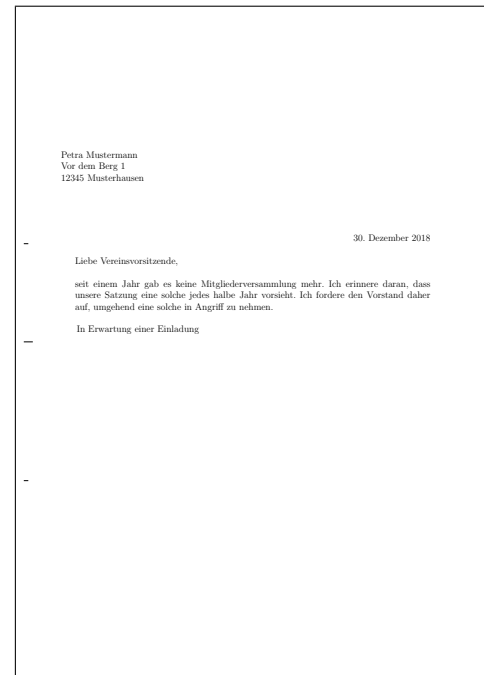 Petra Mustermann
Vor dem Berg 1
12345 Musterhausen
30. Dezember 2018
Liebe Vereinsvorsitzende,
seit einem Jahr gab es keine Mitgliederversammlung mehr. Ich erinnere daran, dass
unsere Satzung eine solche jedes halbe Jahr vorsieht. Ich fordere den Vorstand daher
auf, umgehend eine solche in Angriff zu nehmen.
In Erwartung einer Einladung